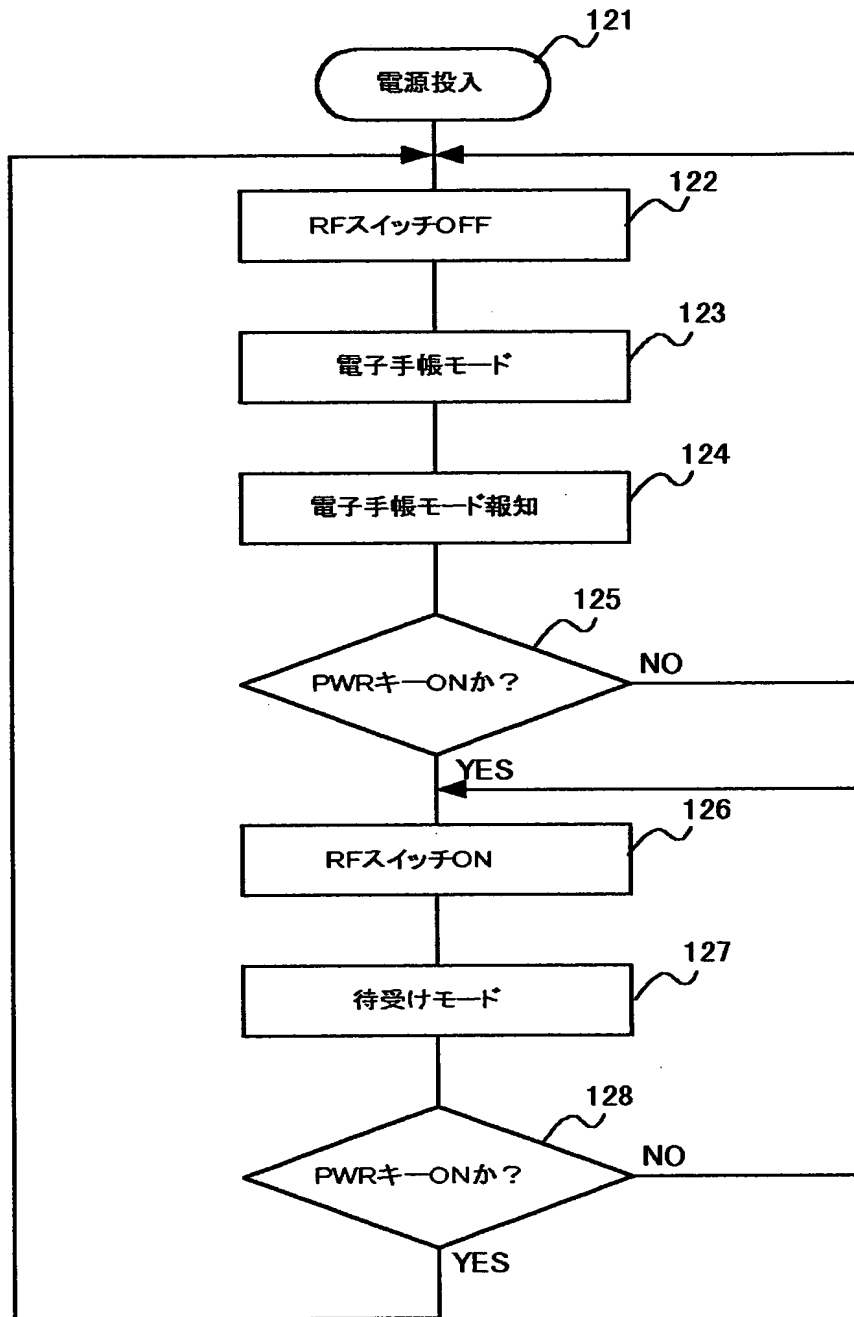 121
電源投入
122
RFスイッチOFF
123
電子手帳モード
124
電子手帳モード報知
125
PWRキーONか?
NO
YES
126
RFスイッチON
127
待受けモード
128
PWRキーONか?
NO
YES